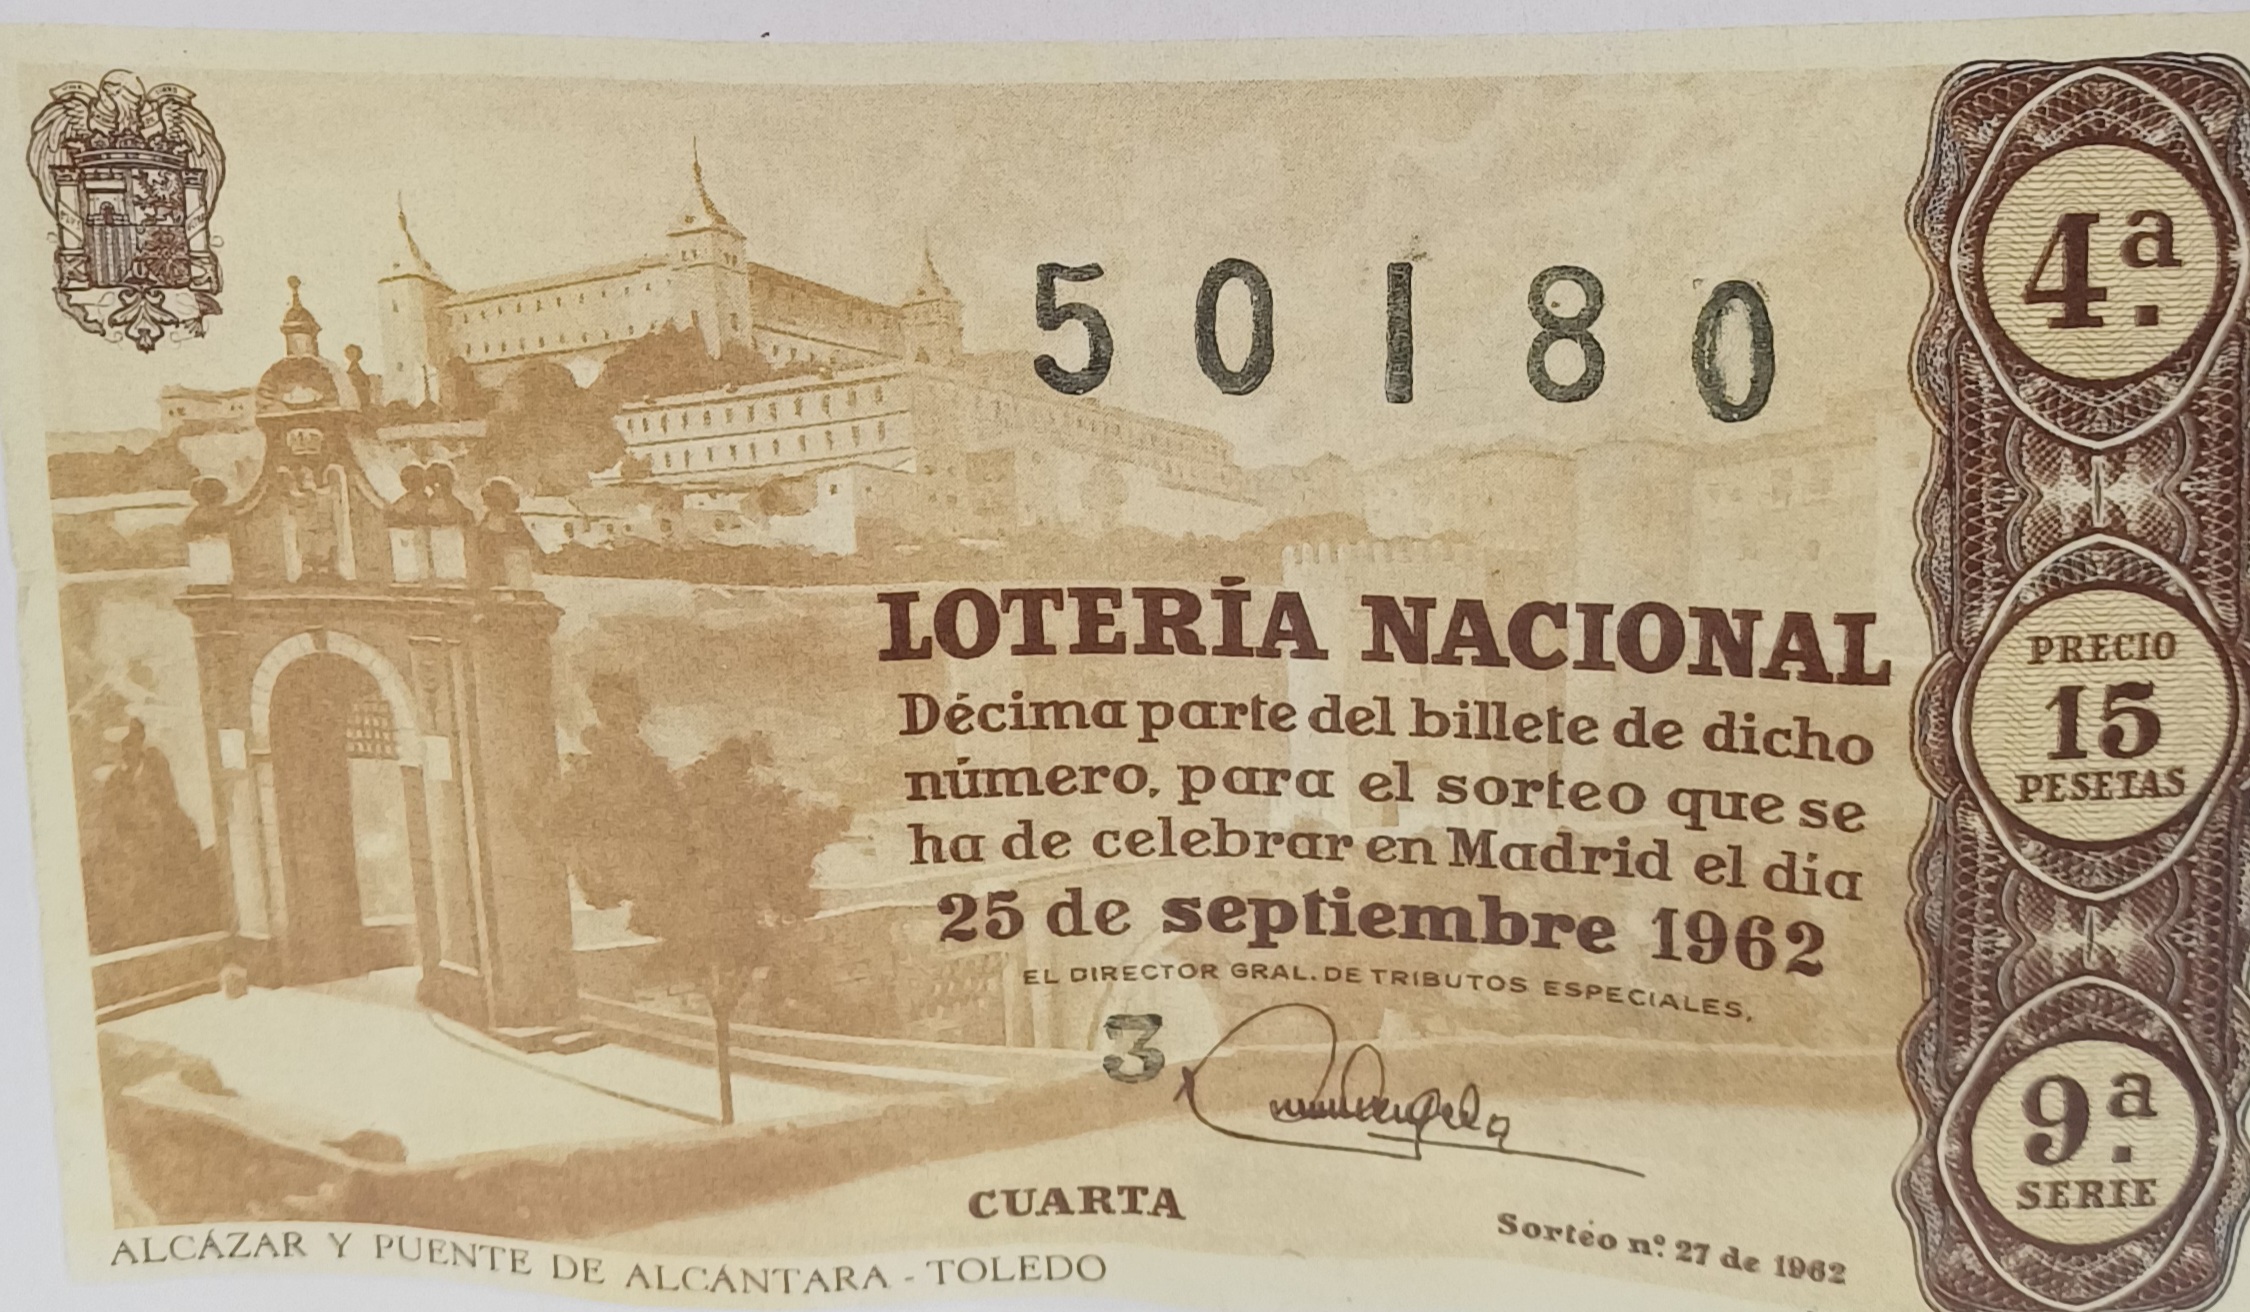 50180
4ª.
LOTERÍA NACIONAL
Décima parte del billete de dicho
número, para el sorteo que se
ha de celebrar en Madrid el día
25 de septiembre 1962
EL DIRECTOR GRAL. DE TRIBUTOS ESPECIALES,
3
PRECIO
15
PESETAS
9ª.
SERIE
CUARTA
Sorteo nº. 27 de 1962
ALCÁZAR Y PUENTE DE ALCÁNTARA - TOLEDO